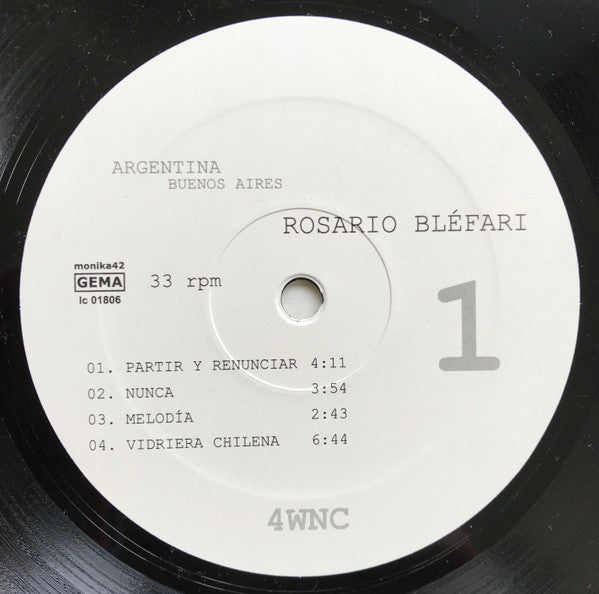 ARGENTINA
BUENOS AIRES
ROSARIO BLÉFARI
monika42
GEMA
lc 01806
33 rpm
1
01. PARTIR Y RENUNCIAR 4:11
02. NUNCA 3:54
03. MELODÍA 2:43
04. VIDRIERA CHILENA 6:44
4WNC